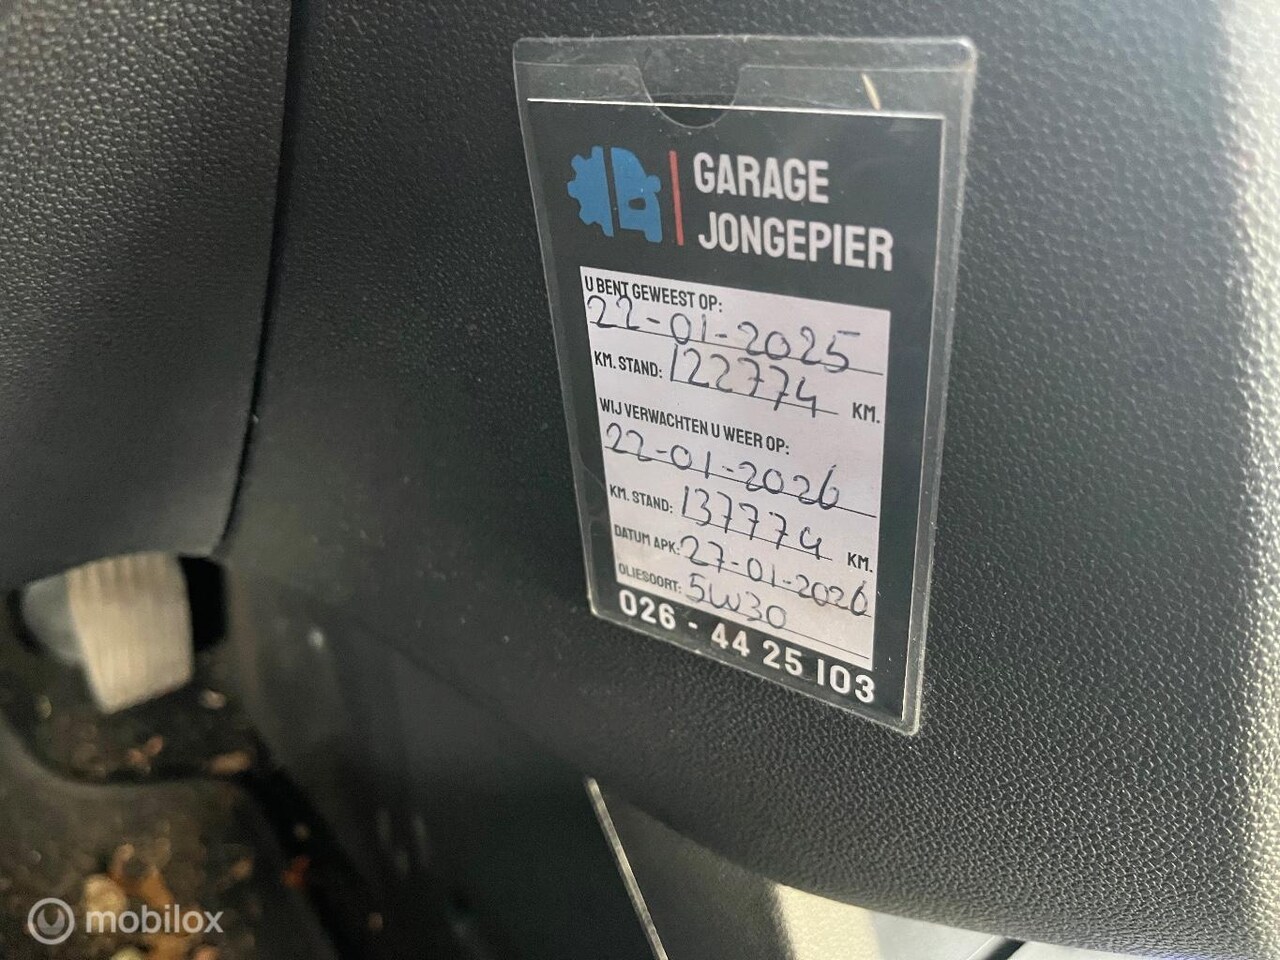 GARAGE
JONGEPIER
U BENT GEWEEST OP:
22-01-2025
KM. STAND: 122774 KM.
WIJ VERWACHTEN U WEER OP:
22-01-2026
KM. STAND: 137774 KM.
DATUM APK: 27-01-2026
OLIESOORT: 5W30
026 - 44 25 103
mobilox